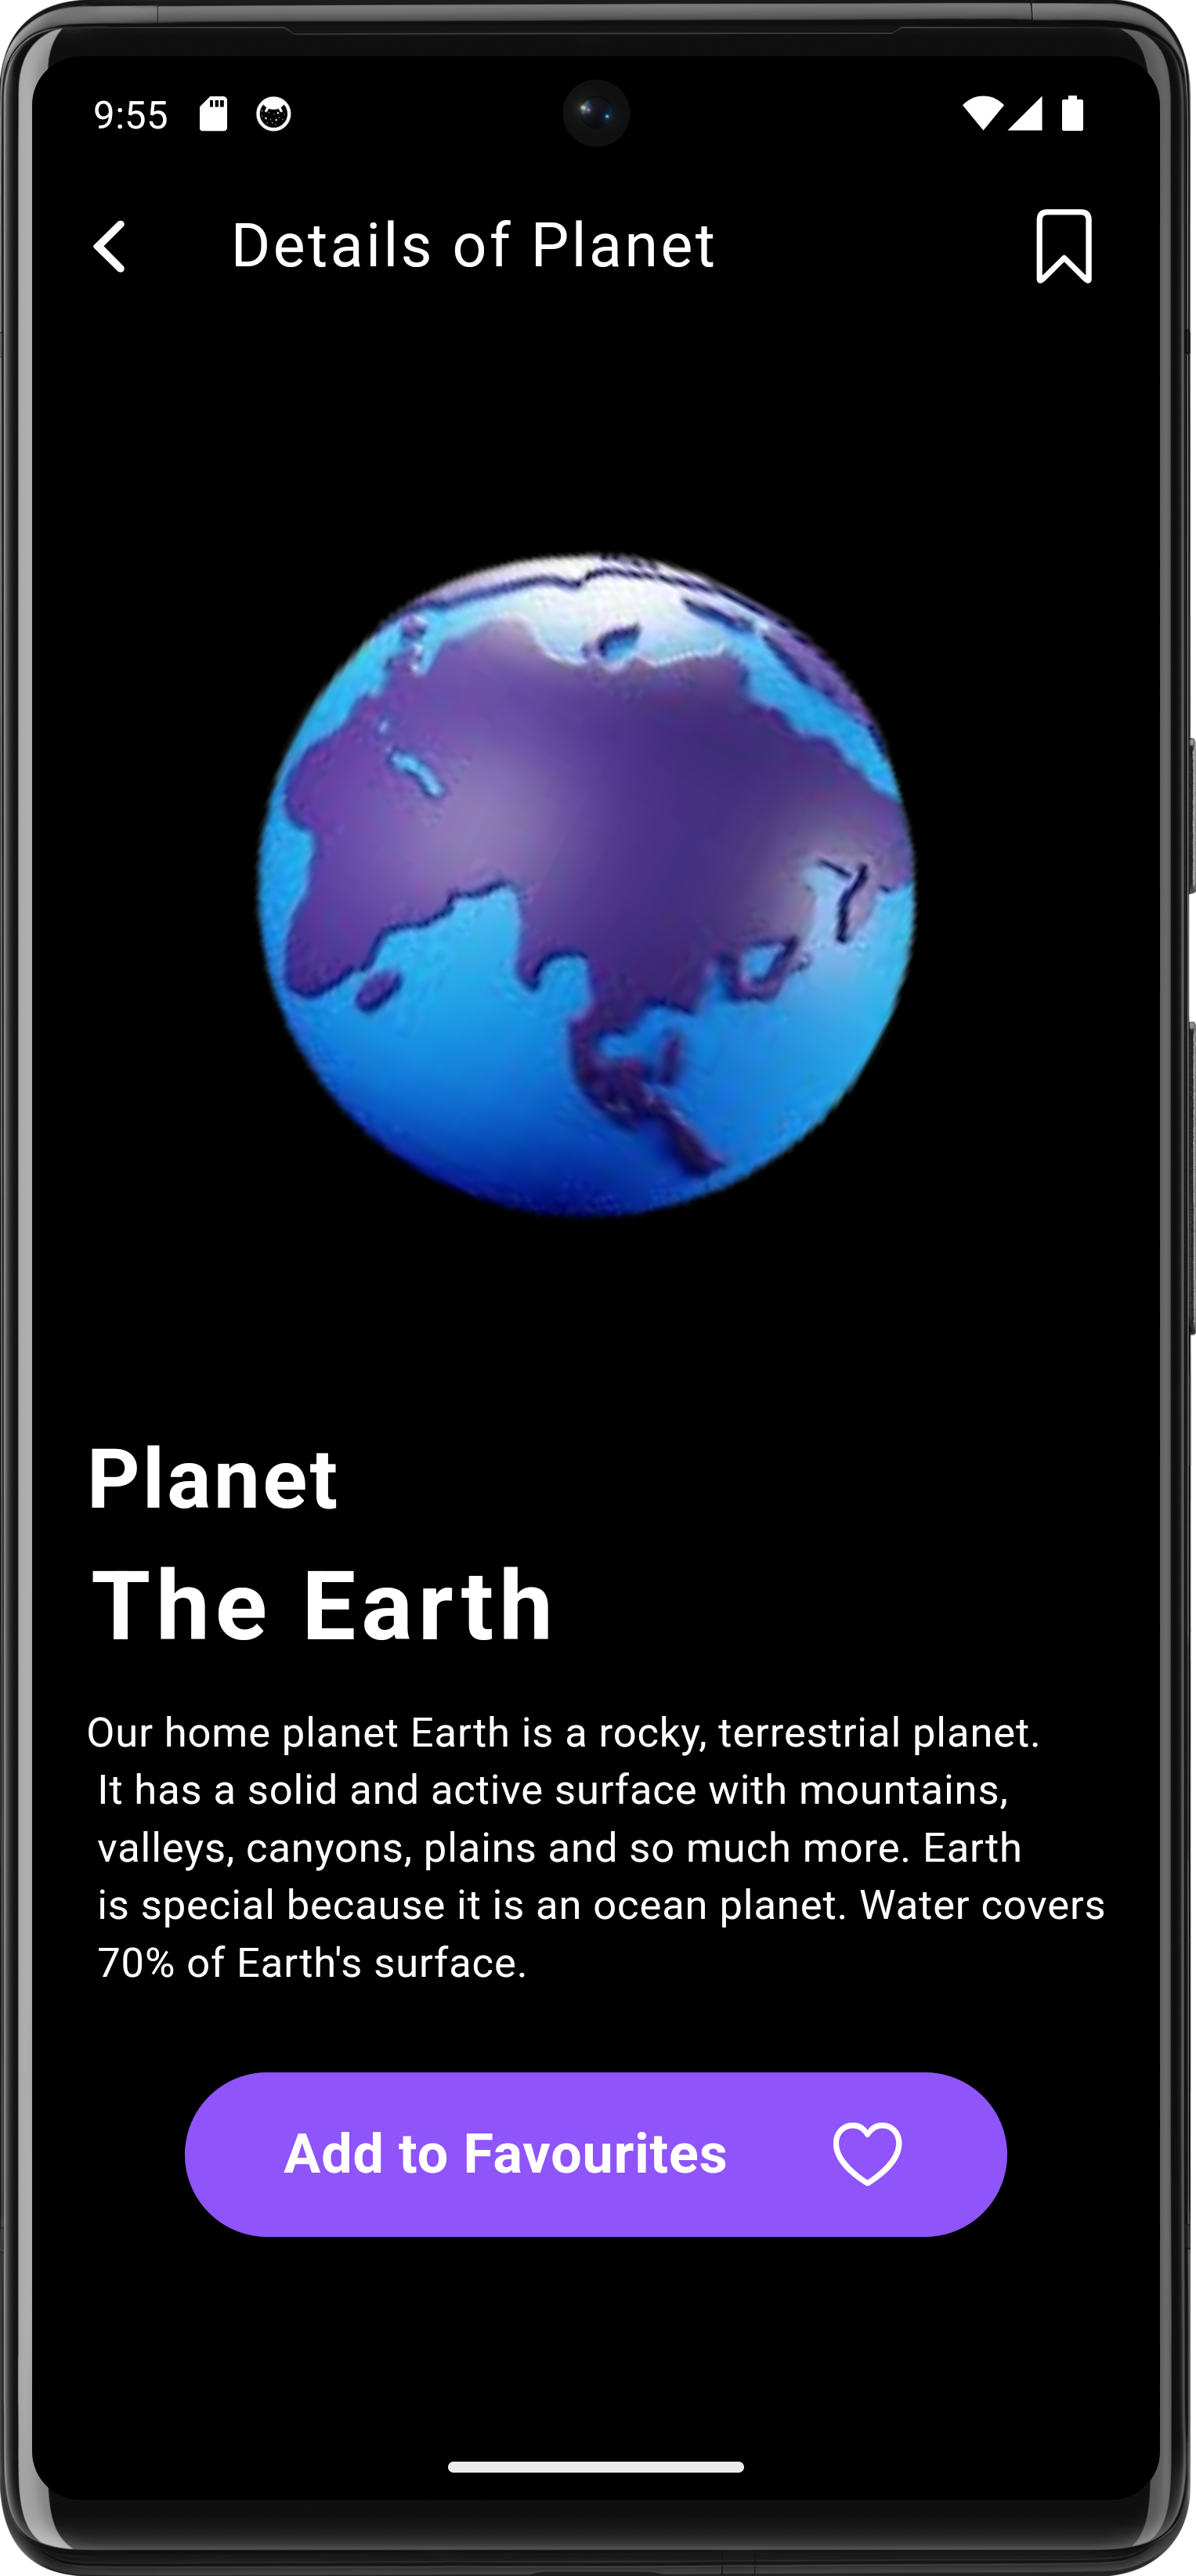 9:55
Details of Planet
Planet
The Earth
Our home planet Earth is a rocky, terrestrial planet.
It has a solid and active surface with mountains,
valleys, canyons, plains and so much more. Earth
is special because it is an ocean planet. Water covers
70% of Earth's surface.
Add to Favourites